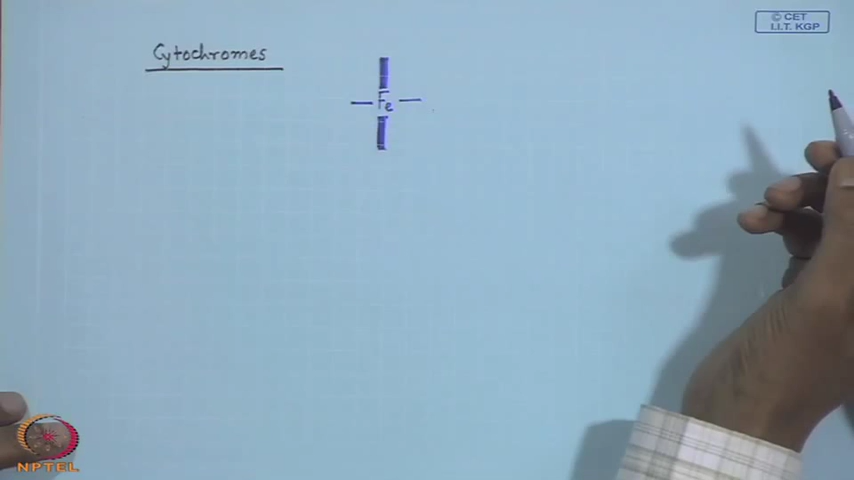 © CET
I.I.T. KGP
Cytochromes
Fe
NPTEL